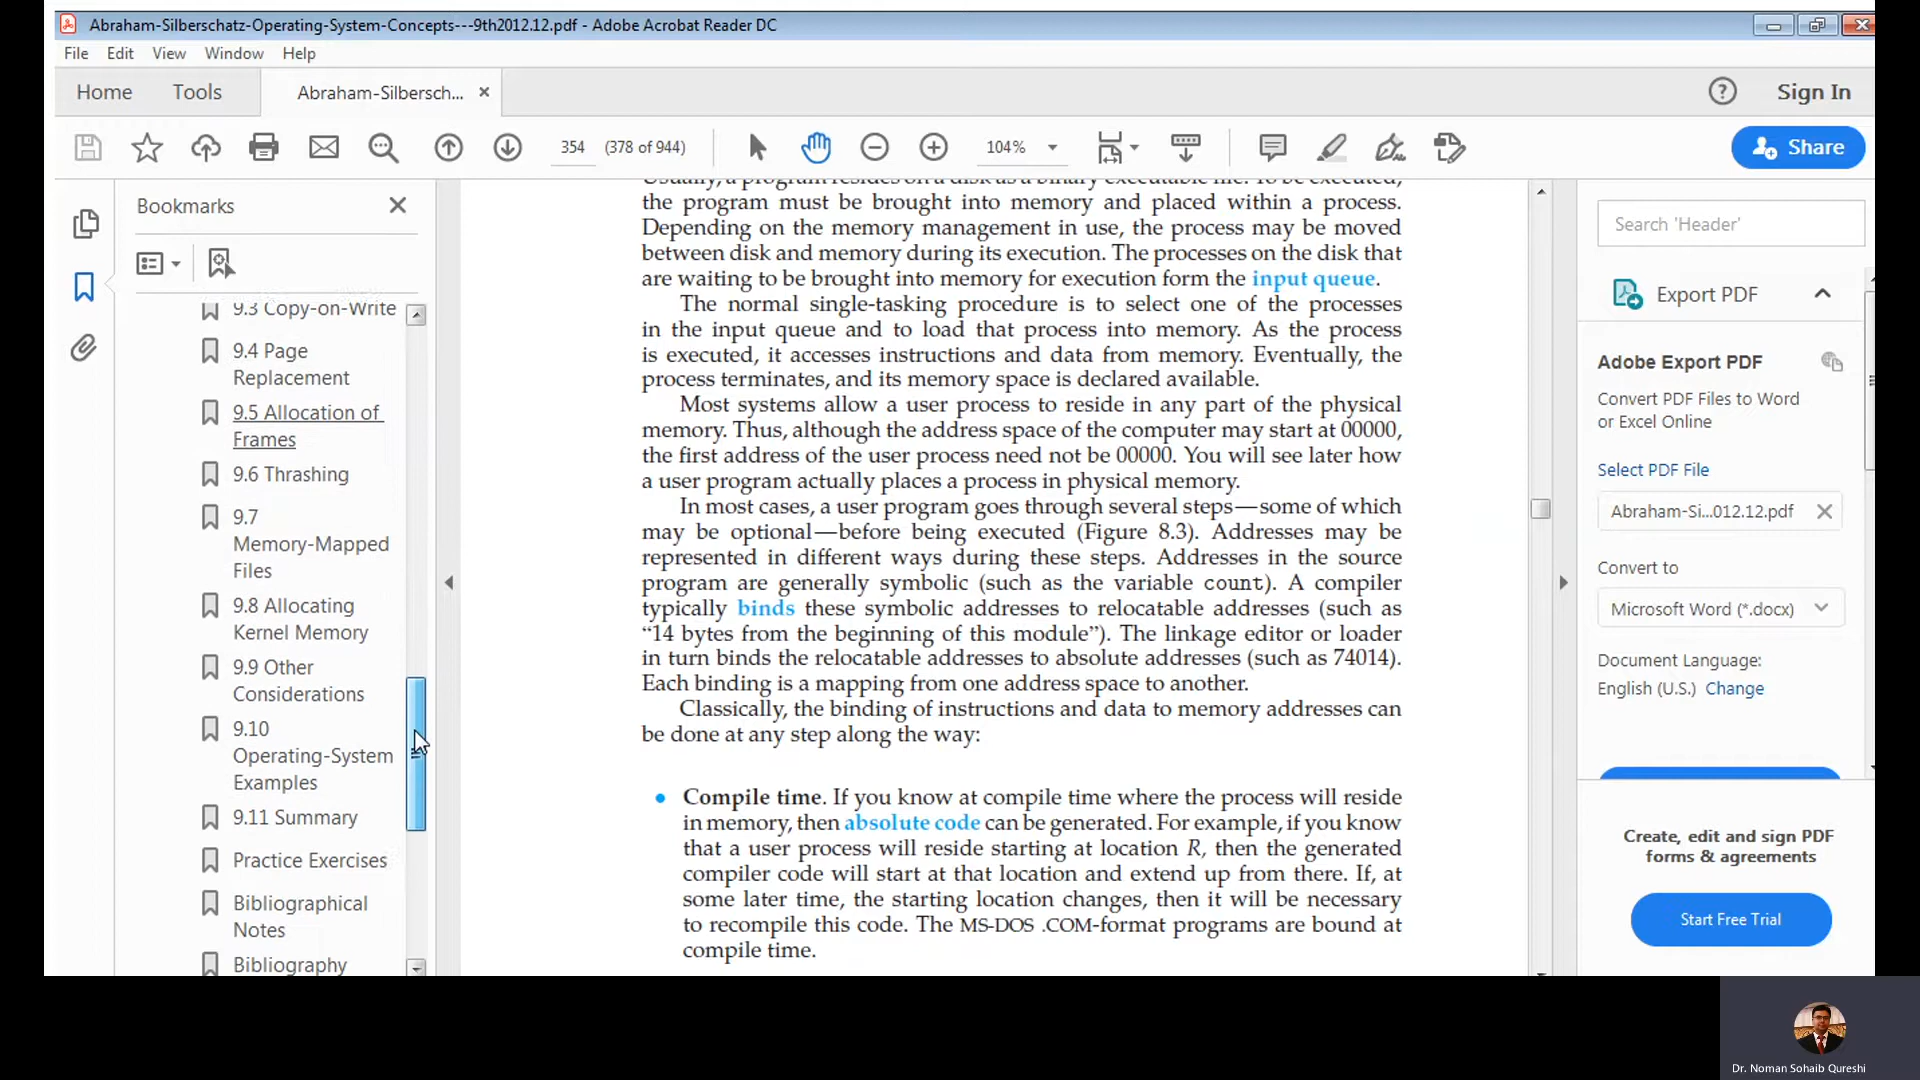 Abraham-Silberschatz-Operating-System-Concepts---9th2012.12.pdf - Adobe Acrobat Reader DC
File Edit View Window Help
Home Tools Abraham-Silbersch... Sign In
354 (378 of 944) 104% Share
Bookmarks
9.3 Copy-on-Write
9.4 Page
Replacement
9.5 Allocation of
Frames
9.6 Thrashing
9.7
Memory-Mapped
Files
9.8 Allocating
Kernel Memory
9.9 Other
Considerations
9.10
Operating-System
Examples
9.11 Summary
Practice Exercises
Bibliographical
Notes
Bibliography
Usually, a program resides on a disk as a binary executable file. To be executed,
the program must be brought into memory and placed within a process.
Depending on the memory management in use, the process may be moved
between disk and memory during its execution. The processes on the disk that
are waiting to be brought into memory for execution form the input queue.
The normal single-tasking procedure is to select one of the processes
in the input queue and to load that process into memory. As the process
is executed, it accesses instructions and data from memory. Eventually, the
process terminates, and its memory space is declared available.
Most systems allow a user process to reside in any part of the physical
memory. Thus, although the address space of the computer may start at 00000,
the first address of the user process need not be 00000. You will see later how
a user program actually places a process in physical memory.
In most cases, a user program goes through several steps—some of which
may be optional—before being executed (Figure 8.3). Addresses may be
represented in different ways during these steps. Addresses in the source
program are generally symbolic (such as the variable count). A compiler
typically binds these symbolic addresses to relocatable addresses (such as
“14 bytes from the beginning of this module”). The linkage editor or loader
in turn binds the relocatable addresses to absolute addresses (such as 74014).
Each binding is a mapping from one address space to another.
Classically, the binding of instructions and data to memory addresses can
be done at any step along the way:
• Compile time. If you know at compile time where the process will reside
in memory, then absolute code can be generated. For example, if you know
that a user process will reside starting at location R, then the generated
compiler code will start at that location and extend up from there. If, at
some later time, the starting location changes, then it will be necessary
to recompile this code. The MS-DOS .COM-format programs are bound at
compile time.
Search 'Header'
Export PDF
Adobe Export PDF
Convert PDF Files to Word
or Excel Online
Select PDF File
Abraham-Si...012.12.pdf
Convert to
Microsoft Word (*.docx)
Document Language:
English (U.S.) Change
Create, edit and sign PDF
forms & agreements
Start Free Trial
Dr. Noman Sohaib Qureshi